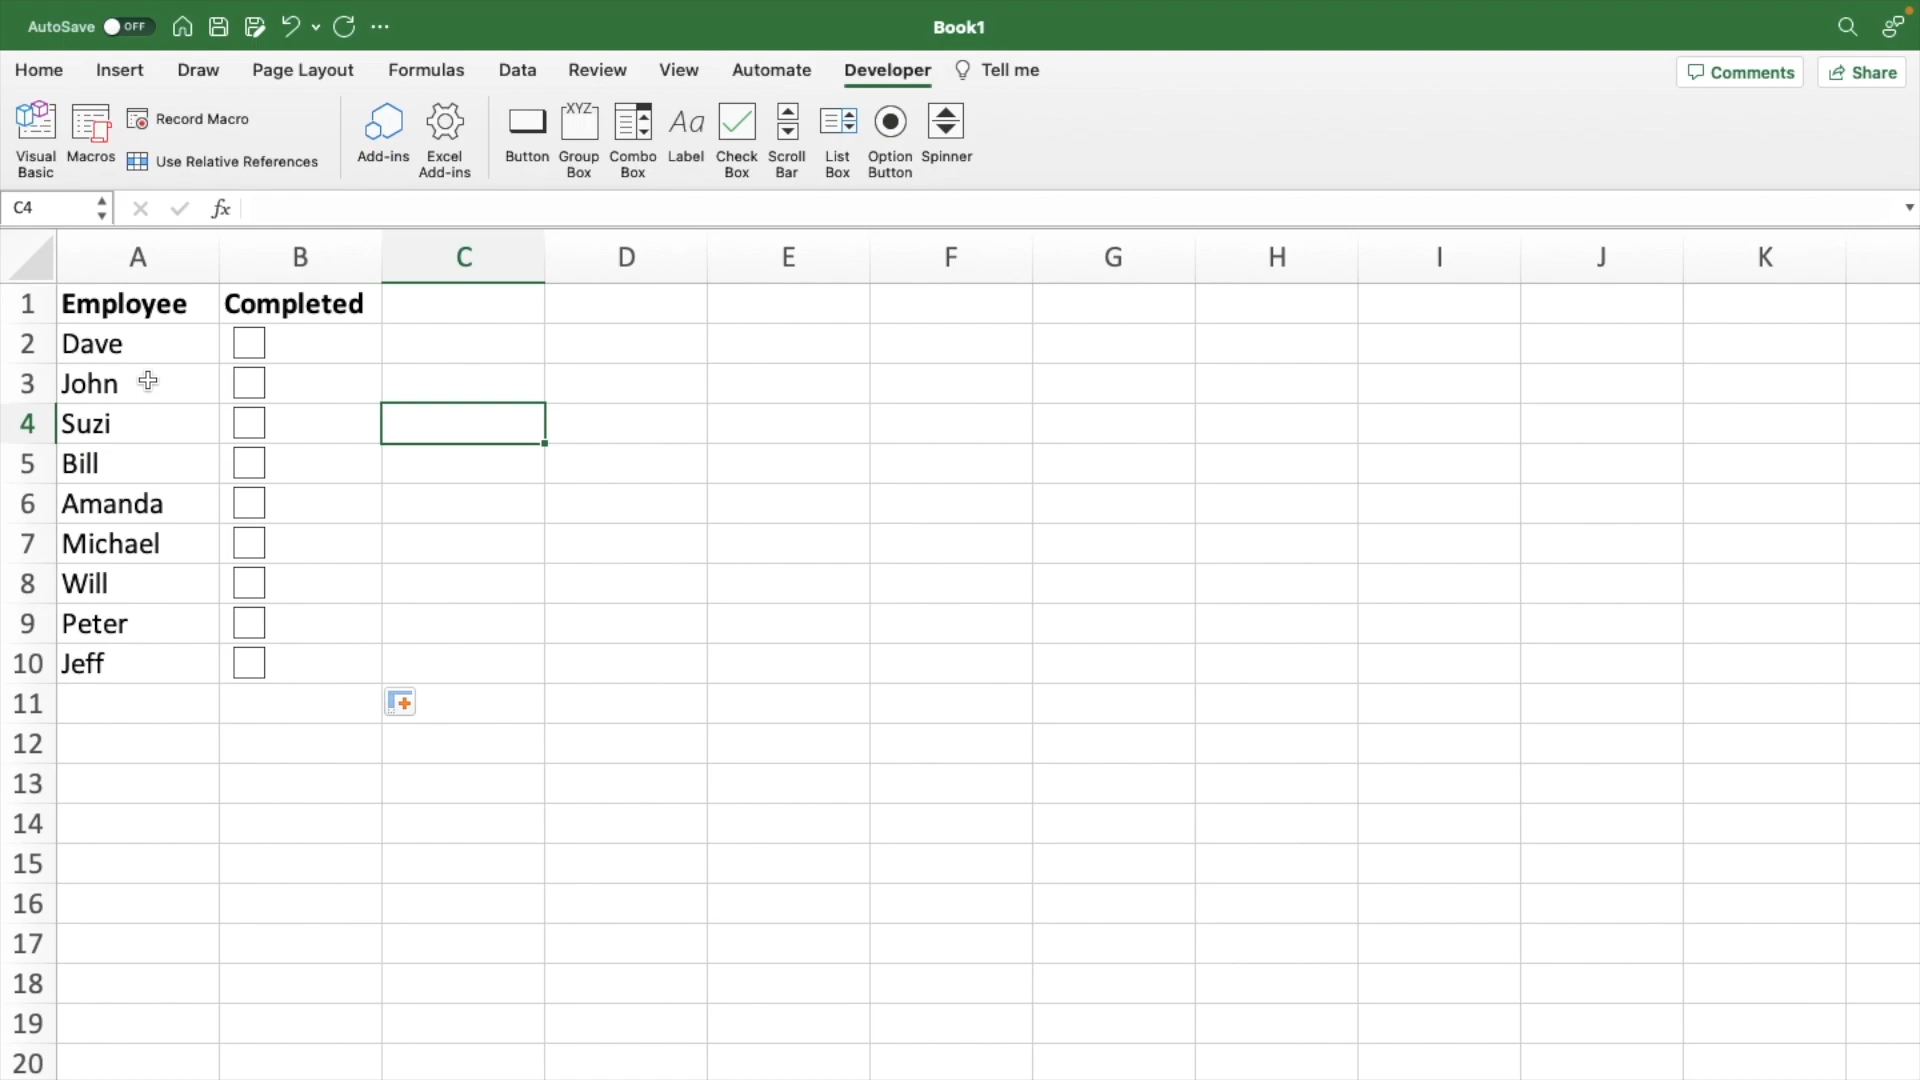 AutoSave OFF Book1
Home Insert Draw Page Layout Formulas Data Review View Automate Developer Tell me Comments Share
Visual Basic
Macros
Record Macro
Use Relative References
Add-ins
Excel Add-ins
Button
XYZ
Group Box
Combo Box
Aa
Label
Check Box
Scroll Bar
List Box
Option Button
Spinner
C4 fx
A B C D E F G H I J K
1 Employee Completed
2 Dave
3 John
4 Suzi
5 Bill
6 Amanda
7 Michael
8 Will
9 Peter
10 Jeff
11
12
13
14
15
16
17
18
19
20